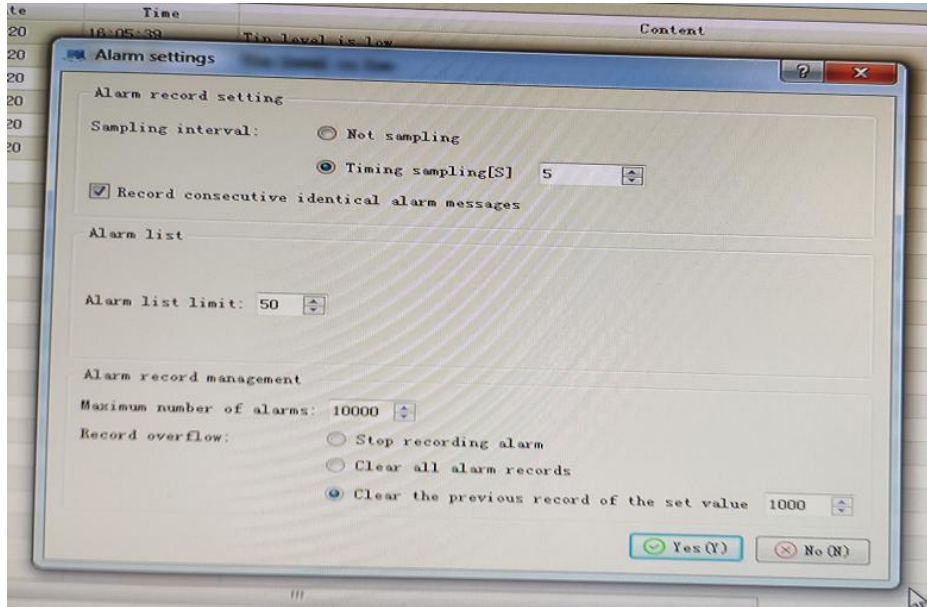 te Time Content
20 16:05:39 Tin level is low
20
20
20
20
20
Alarm settings ?
Alarm record setting
Sampling interval: Not sampling
Timing sampling[S] 5
Record consecutive identical alarm messages
Alarm list
Alarm list limit: 50
Alarm record management
Maximum number of alarms: 10000
Record overflow: Stop recording alarm
Clear all alarm records
Clear the previous record of the set value 1000
Yes(Y) No(N)